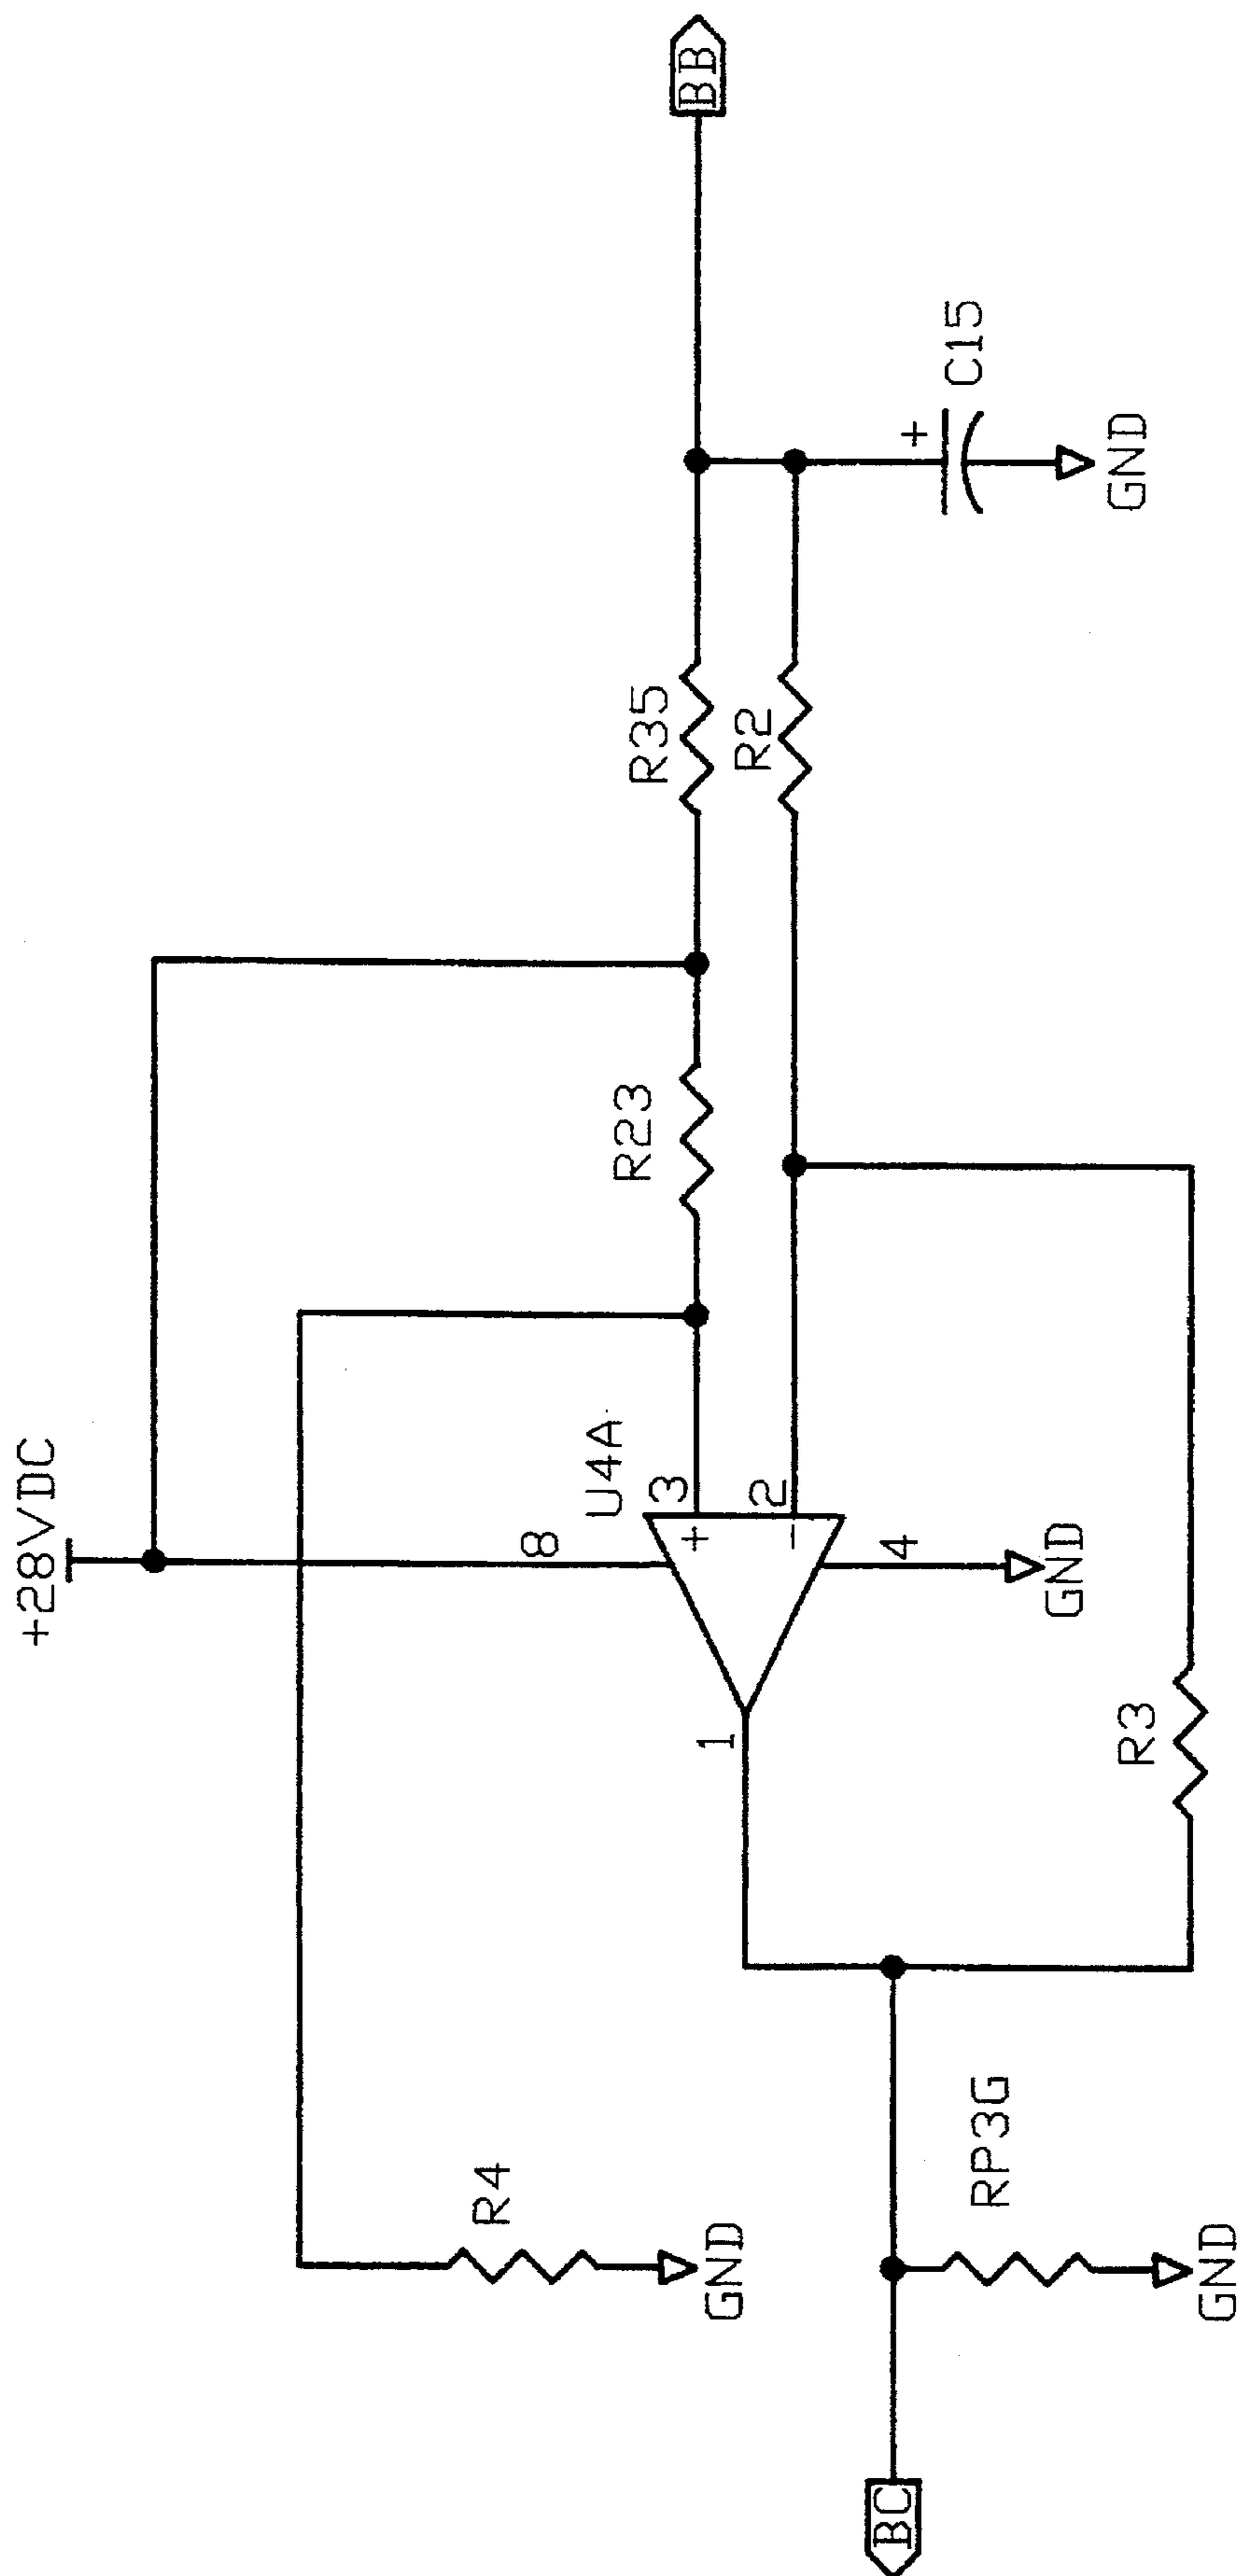 +28VDC
BB
C15
GND
R35
R2
R23
U4A
3
+
2
-
8
4
GND
1
R3
R4
GND
RP3G
GND
BC
+